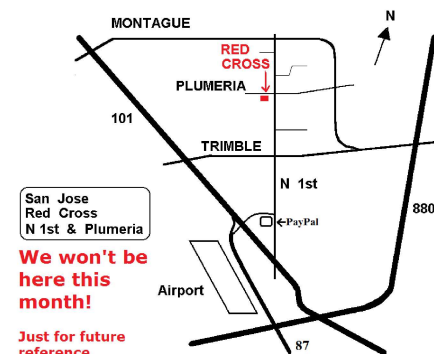 MONTAGUE
N
RED
CROSS
PLUMERIA
101
TRIMBLE
N 1st
880
San Jose
Red Cross
N 1st & Plumeria
←PayPal
We won't be
here this
month!
Airport
Just for future
reference
87